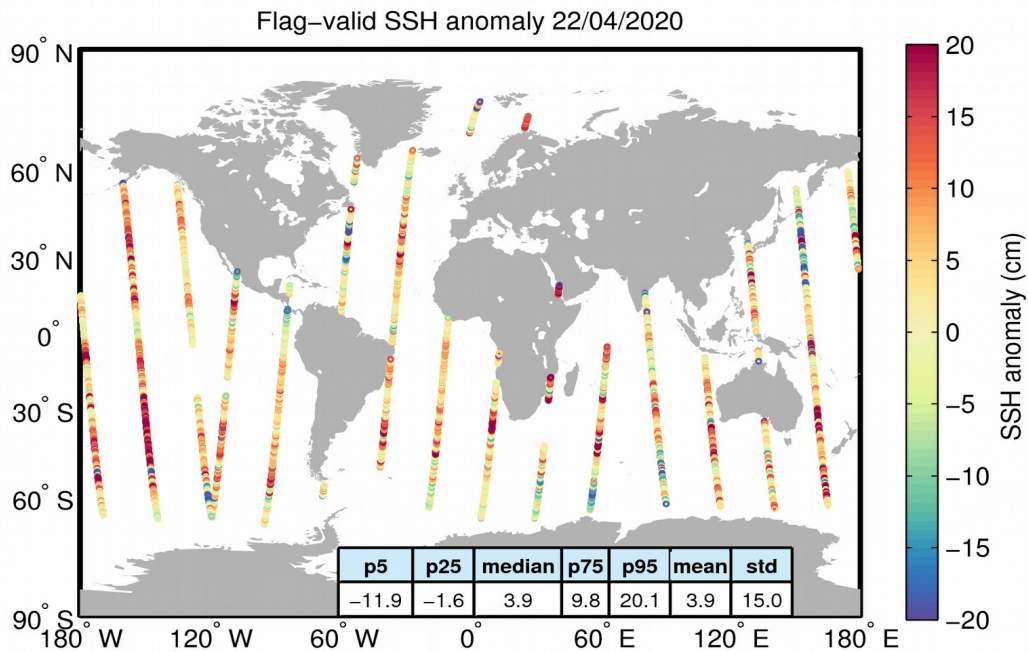 Flag−valid SSH anomaly 22/04/2020
90° N
60° N
30° N
0°
30° S
60° S
90° S
180° W
120° W
60° W
0°
60° E
120° E
180° E
20
15
10
5
0
−5
−10
−15
−20
SSH anomaly (cm)
p5 p25 median p75 p95 mean std
−11.9 −1.6 3.9 9.8 20.1 3.9 15.0